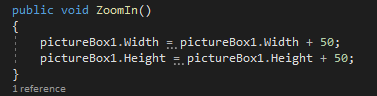 public void ZoomIn()
{
    pictureBox1.Width = pictureBox1.Width + 50;
    pictureBox1.Height = pictureBox1.Height + 50;
}
1 reference